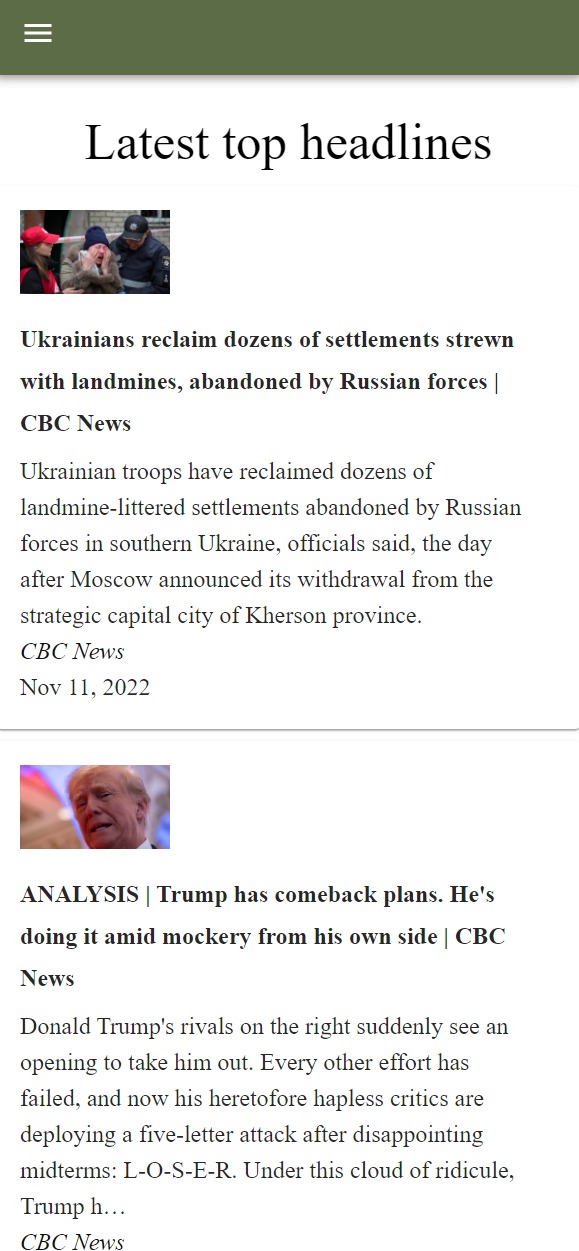 Latest top headlines
Ukrainians reclaim dozens of settlements strewn
with landmines, abandoned by Russian forces |
CBC News
Ukrainian troops have reclaimed dozens of
landmine-littered settlements abandoned by Russian
forces in southern Ukraine, officials said, the day
after Moscow announced its withdrawal from the
strategic capital city of Kherson province.
CBC News
Nov 11, 2022
ANALYSIS | Trump has comeback plans. He's
doing it amid mockery from his own side | CBC
News
Donald Trump's rivals on the right suddenly see an
opening to take him out. Every other effort has
failed, and now his heretofore hapless critics are
deploying a five-letter attack after disappointing
midterms: L-O-S-E-R. Under this cloud of ridicule,
Trump h…
CBC News